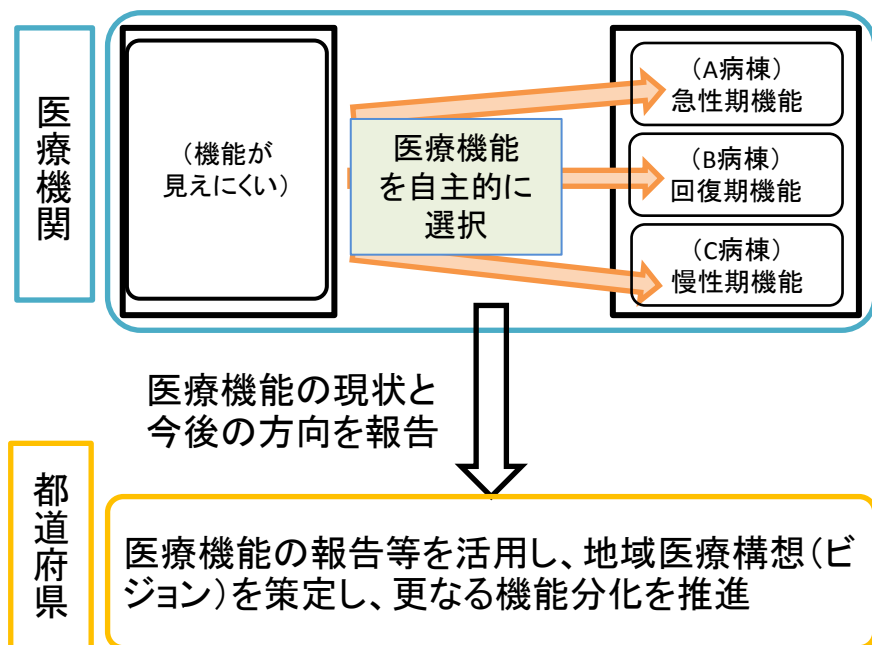 医療機関
(機能が
見えにくい)
医療機能
を自主的に
選択
(A病棟)
急性期機能
(B病棟)
回復期機能
(C病棟)
慢性期機能
医療機能の現状と
今後の方向を報告
都道府県
医療機能の報告等を活用し、地域医療構想(ビ
ジョン)を策定し、更なる機能分化を推進